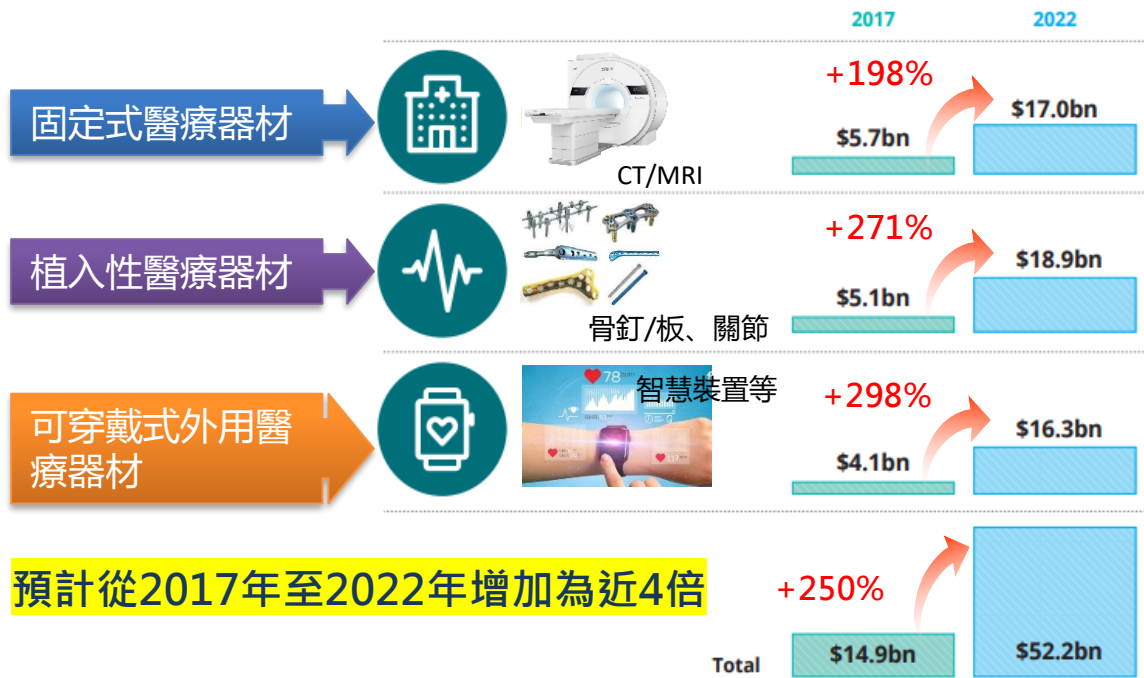 2017
2022
固定式醫療器材
CT/MRI
+198%
$5.7bn
$17.0bn
植入性醫療器材
骨釘/板、關節
+271%
$5.1bn
$18.9bn
可穿戴式外用醫
療器材
78
智慧裝置等
+298%
$4.1bn
$16.3bn
預計從2017年至2022年增加為近4倍
+250%
Total
$14.9bn
$52.2bn